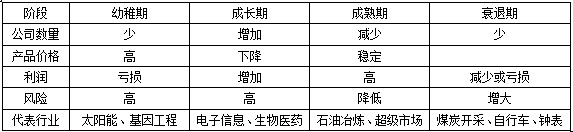 阶段 幼稚期 成长期 成熟期 衰退期
公司数量 少 增加 减少 少
产品价格 高 下降 稳定
利润 亏损 增加 高 减少或亏损
风险 高 高 降低 增大
代表行业 太阳能、基因工程 电子信息、生物医药 石油冶炼、超级市场 煤炭开采、自行车、钟表